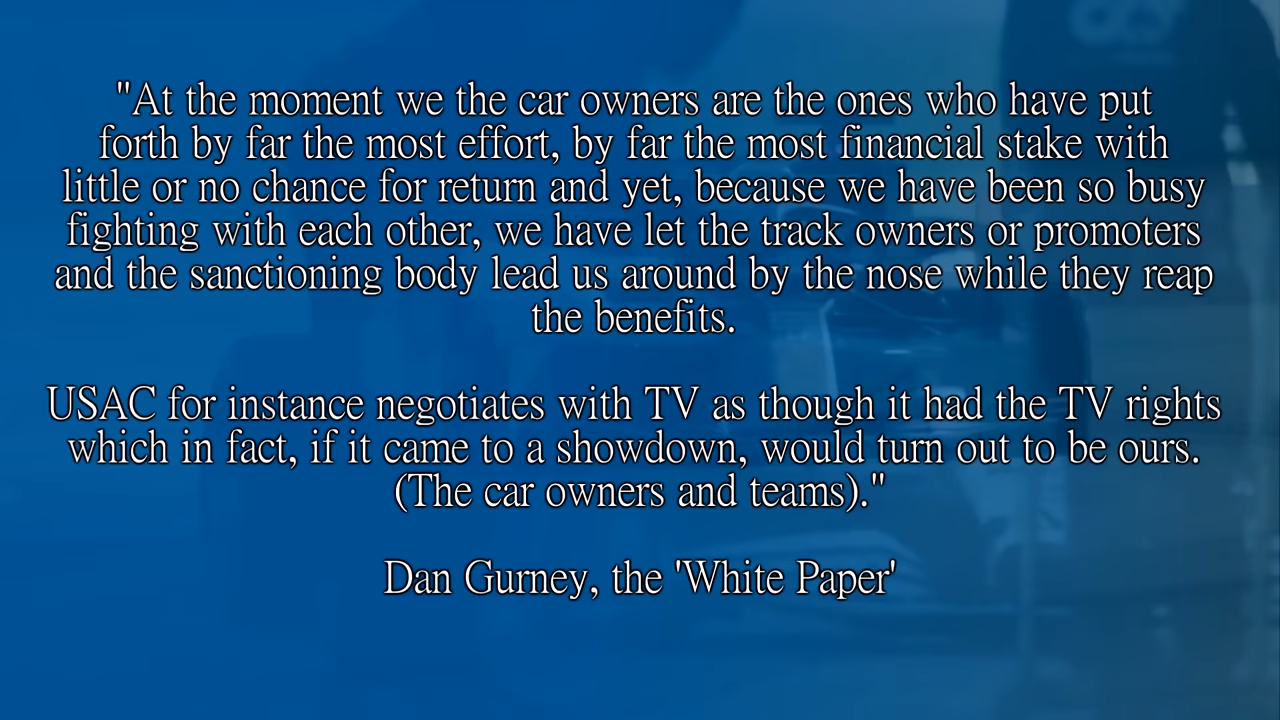 "At the moment we the car owners are the ones who have put
forth by far the most effort, by far the most financial stake with
little or no chance for return and yet, because we have been so busy
fighting with each other, we have let the track owners or promoters
and the sanctioning body lead us around by the nose while they reap
the benefits.
USAC for instance negotiates with TV as though it had the TV rights
which in fact, if it came to a showdown, would turn out to be ours.
(The car owners and teams)."
Dan Gurney, the 'White Paper'